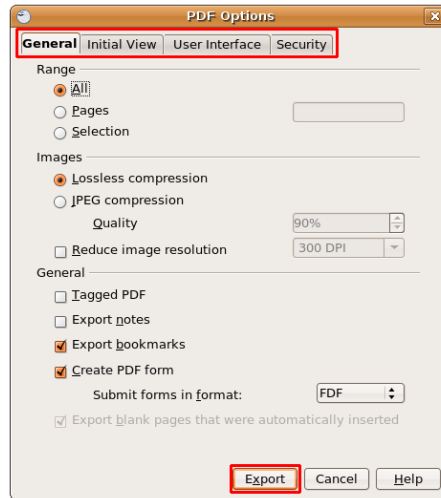 PDF Options
General Initial View User Interface Security
Range
All
Pages
Selection
Images
Lossless compression
JPEG compression
Quality 90%
Reduce image resolution 300 DPI
General
Tagged PDF
Export notes
Export bookmarks
Create PDF form
Submit forms in format: FDF
Export blank pages that were automatically inserted
Export Cancel Help